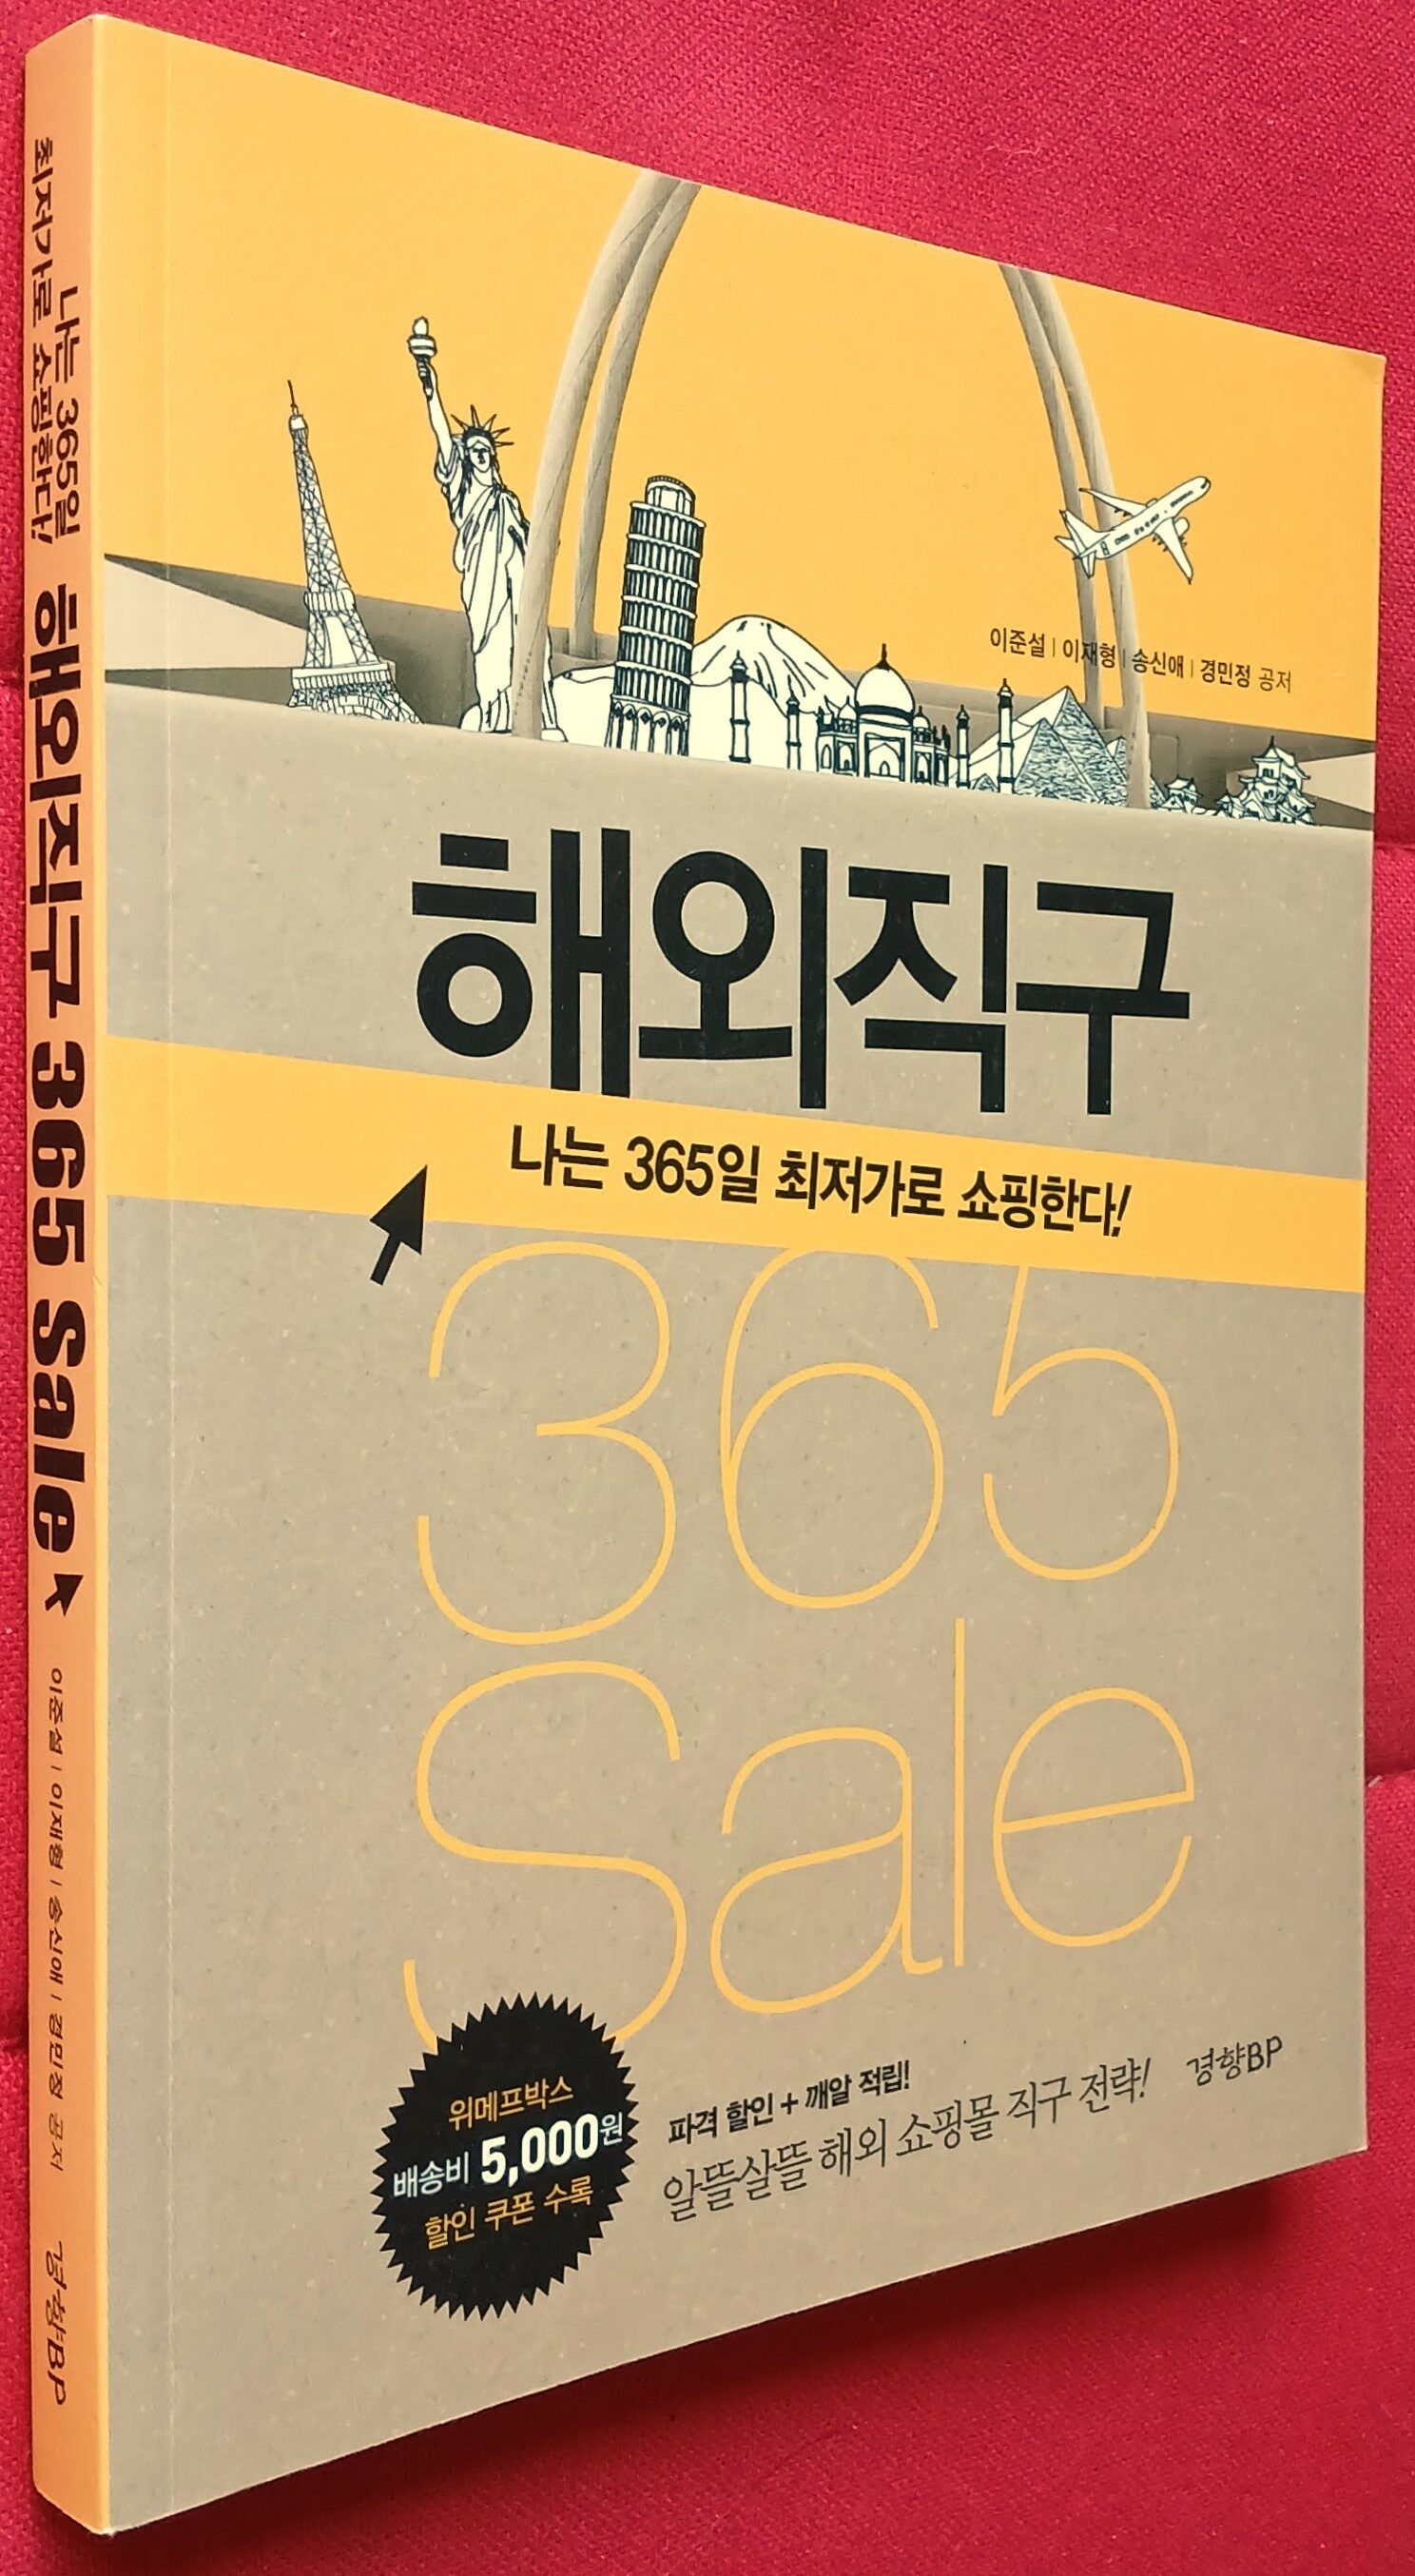 나는 365일
최저가로 쇼핑한다!
해외직구 365 Sale
이준설 | 이재형 | 송신애 | 경민정 공저
경향BP
이준설 | 이재형 | 송신애 | 경민정 공저
해외직구
나는 365일 최저가로 쇼핑한다!
365
Sale
위메프박스
배송비 5,000원
할인 쿠폰 수록
파격 할인 + 깨알 적립!
알뜰살뜰 해외 쇼핑몰 직구 전략!
경향BP